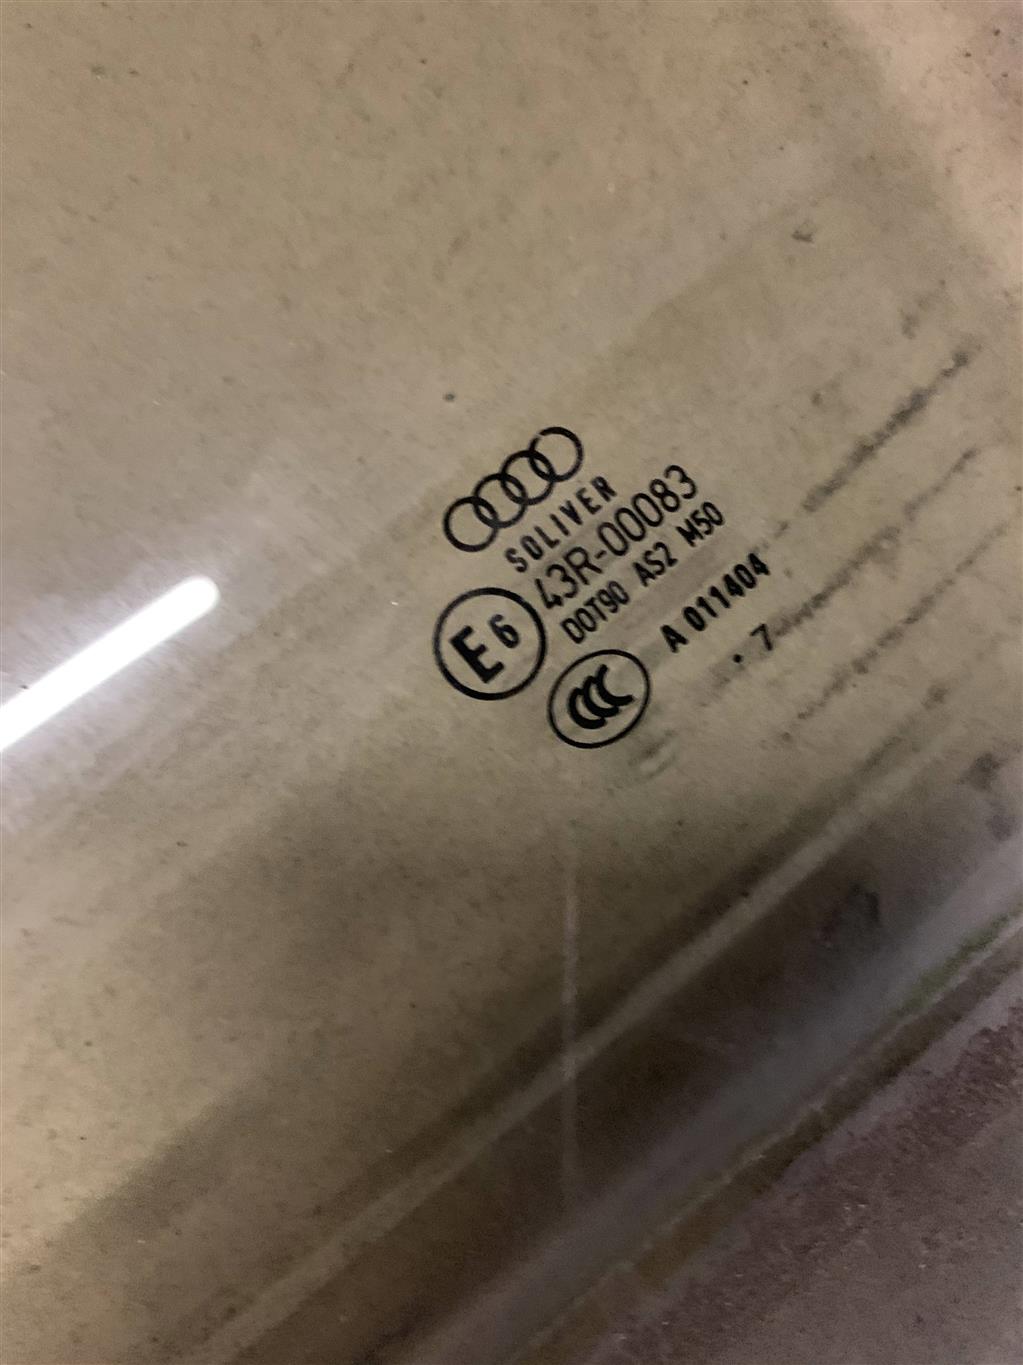 SOLIVER
43R-00083
DOT90 AS2 M50
E6
CCC
A 011404
. 7